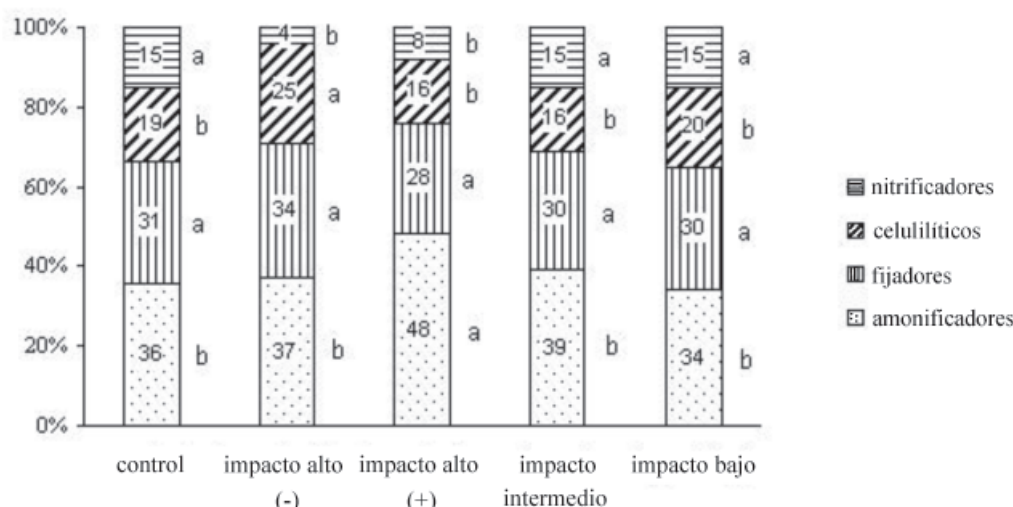 100%
80%
60%
40%
20%
0%
15 a
19 b
31 a
36 b
4 b
25 a
34 a
37 b
8 b
16 b
28 a
48 a
15 a
16 b
30 a
39 b
15 a
20 b
30 a
34 b
control
impacto alto
(-)
impacto alto
(+)
impacto
intermedio
impacto bajo
nitrificadores
celulilíticos
fijadores
amonificadores